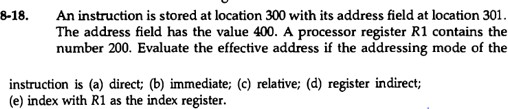 8-18. An instruction is stored at location 300 with its address field at location 301.
The address field has the value 400. A processor register R1 contains the
number 200. Evaluate the effective address if the addressing mode of the
instruction is (a) direct; (b) immediate; (c) relative; (d) register indirect;
(e) index with R1 as the index register.